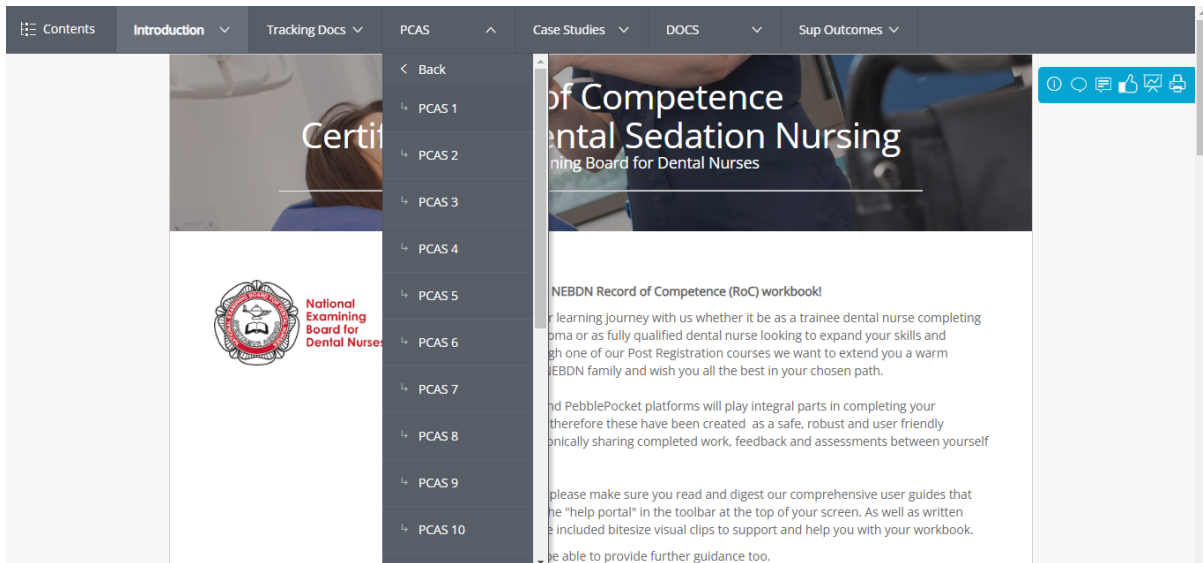 Contents
Introduction
Tracking Docs
PCAS
Case Studies
DOCS
Sup Outcomes
Back
PCAS 1
PCAS 2
PCAS 3
PCAS 4
PCAS 5
PCAS 6
PCAS 7
PCAS 8
PCAS 9
PCAS 10
of Competence
Certif ental Sedation Nursing
ning Board for Dental Nurses
National
Examining
Board for
Dental Nurses
NEBDN Record of Competence (RoC) workbook!
r learning journey with us whether it be as a trainee dental nurse completing
oma or as fully qualified dental nurse looking to expand your skills and
gh one of our Post Registration courses we want to extend you a warm
NEBDN family and wish you all the best in your chosen path.
nd PebblePocket platforms will play integral parts in completing your
therefore these have been created as a safe, robust and user friendly
onically sharing completed work, feedback and assessments between yourself
please make sure you read and digest our comprehensive user guides that
he "help portal" in the toolbar at the top of your screen. As well as written
e included bitesize visual clips to support and help you with your workbook.
be able to provide further guidance too.